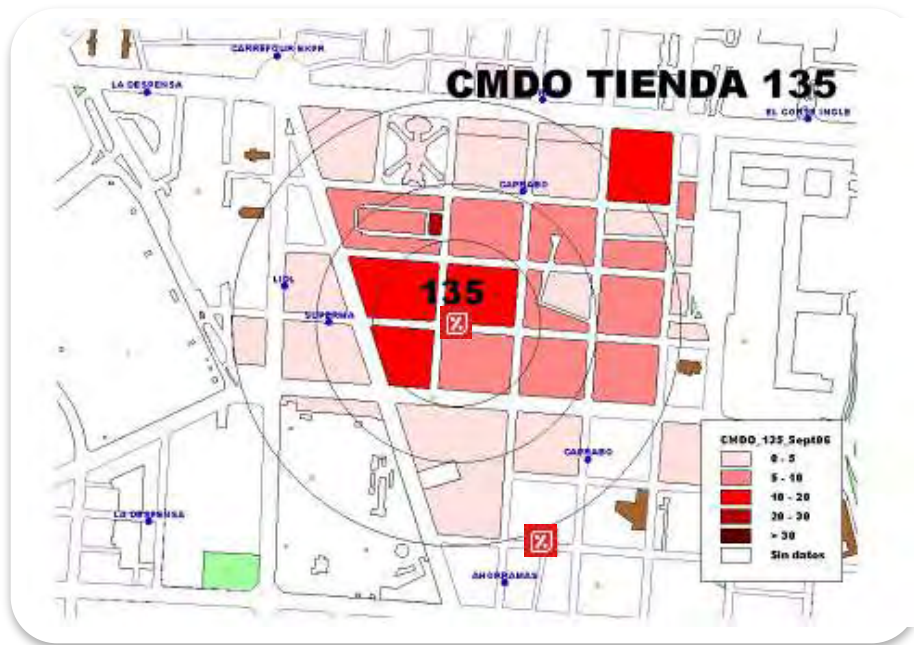 CARREFOUR EXPR
CMDO TIENDA 135
LA DESPENSA
EL CORTE INGLE
CAPRABO
LIDL
135
SUPERMA
CAPRABO
CMDO_135_Sept06
0 - 5
5 - 10
10 - 20
20 - 30
> 30
Sin datos
LA DESPENSA
AHORRAMAS